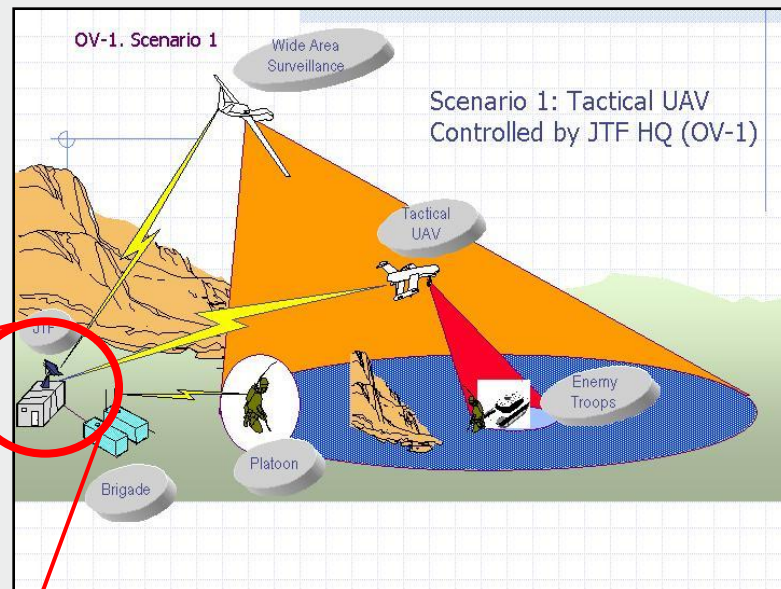 OV-1. Scenario 1
Wide Area
Surveillance
Scenario 1: Tactical UAV
Controlled by JTF HQ (OV-1)
Tactical
UAV
JTF
Enemy
Troops
Platoon
Brigade